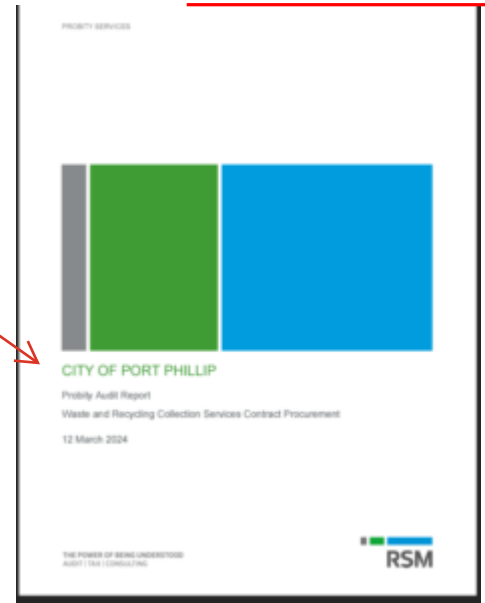 PROBITY SERVICES
CITY OF PORT PHILLIP
Probity Audit Report
Waste and Recycling Collection Services Contract Procurement
12 March 2024
THE POWER OF BEING UNDERSTOOD
AUDIT | TAX | CONSULTING
RSM